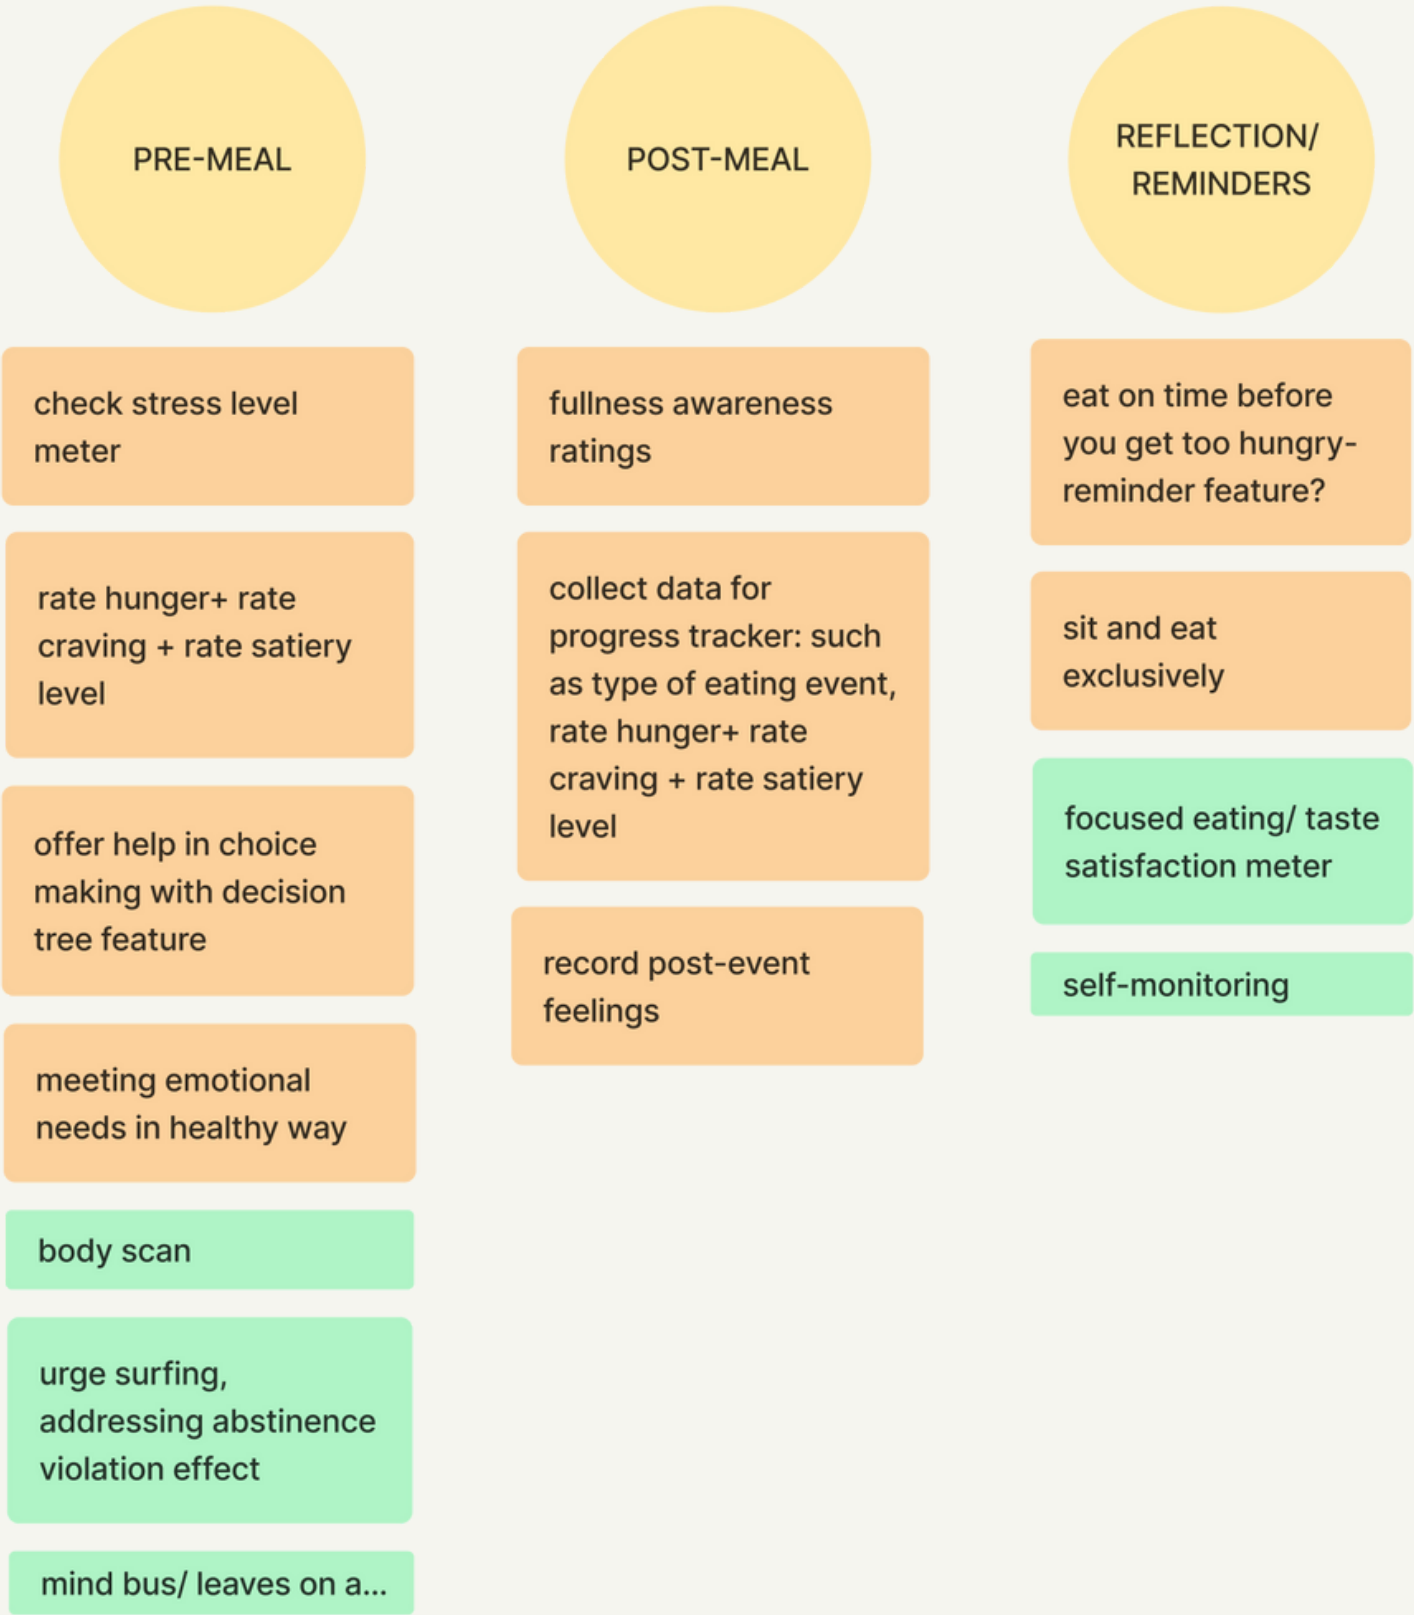 PRE-MEAL
check stress level
meter
rate hunger+ rate
craving + rate satiery
level
offer help in choice
making with decision
tree feature
meeting emotional
needs in healthy way
body scan
urge surfing,
addressing abstinence
violation effect
mind bus/ leaves on a...
POST-MEAL
fullness awareness
ratings
collect data for
progress tracker: such
as type of eating event,
rate hunger+ rate
craving + rate satiery
level
record post-event
feelings
REFLECTION/
REMINDERS
eat on time before
you get too hungry-
reminder feature?
sit and eat
exclusively
focused eating/ taste
satisfaction meter
self-monitoring